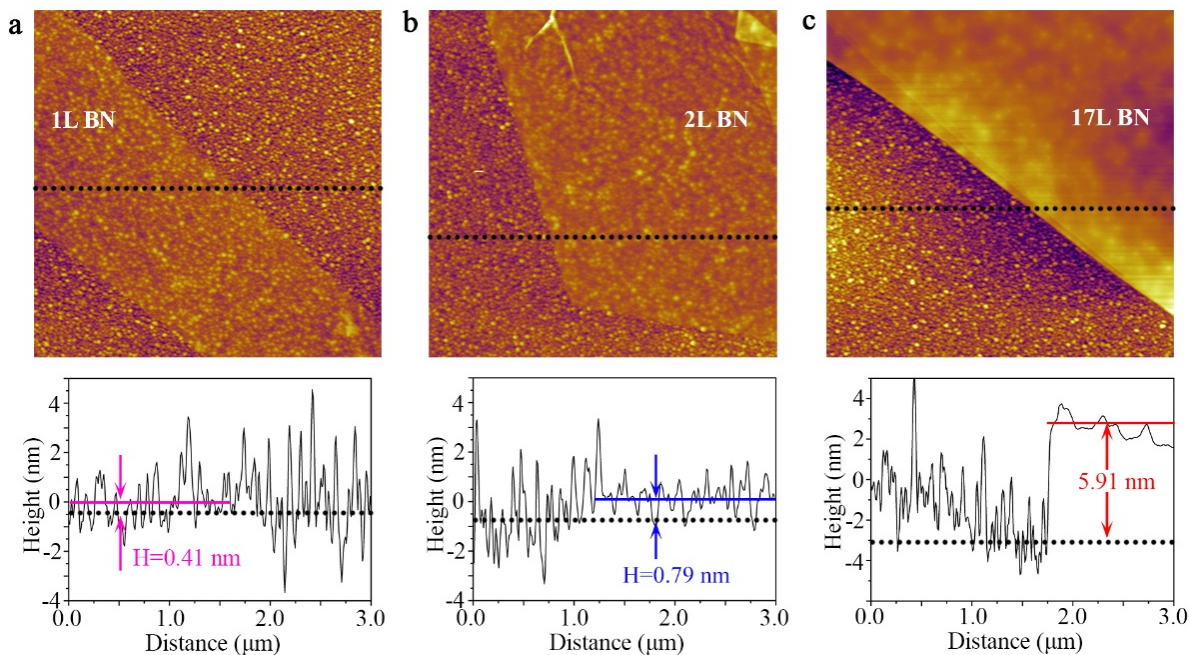 a
b
c
1L BN
2L BN
17L BN
Height (nm)
4
2
0
-2
-4
H=0.41 nm
0.0
1.0
2.0
3.0
Distance (μm)
Height (nm)
4
2
0
-2
-4
H=0.79 nm
0.0
1.0
2.0
3.0
Distance (μm)
Height (nm)
4
2
0
-2
-4
5.91 nm
0.0
1.0
2.0
3.0
Distance (μm)